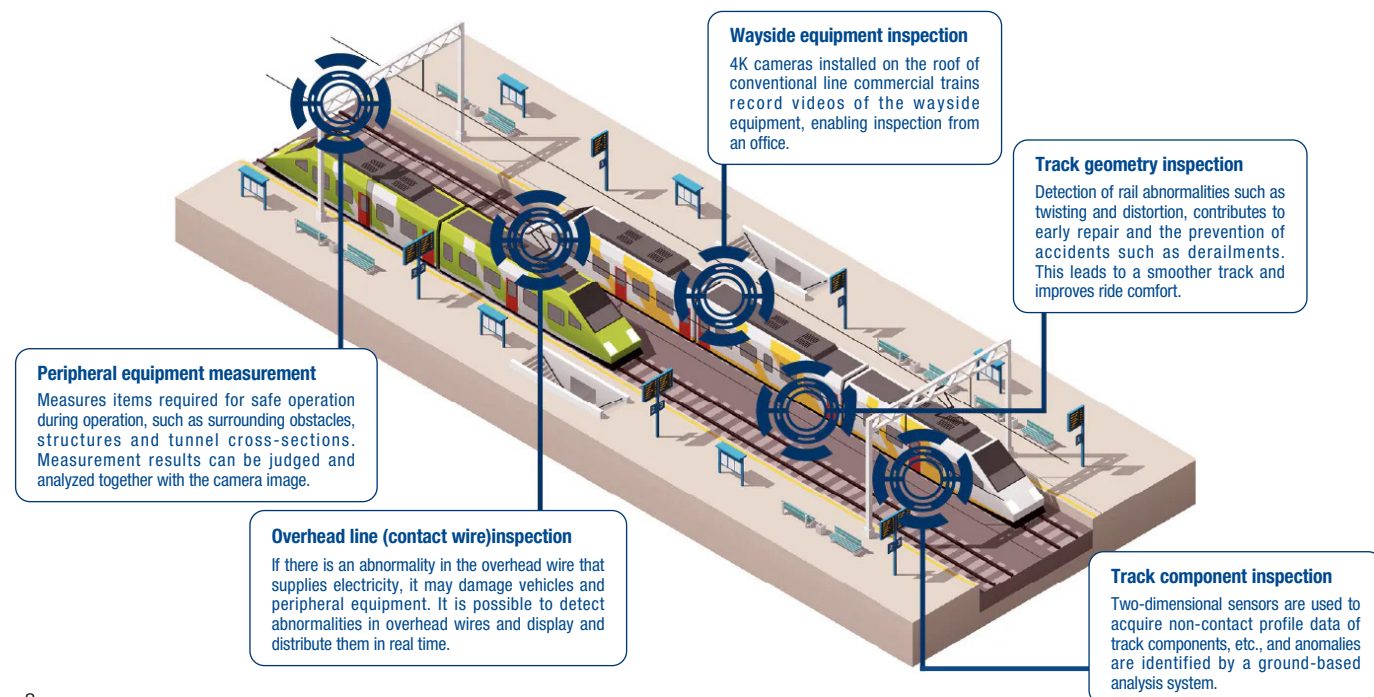 Wayside equipment inspection
4K cameras installed on the roof of
conventional line commercial trains
record videos of the wayside
equipment, enabling inspection from
an office.
Track geometry inspection
Detection of rail abnormalities such as
twisting and distortion, contributes to
early repair and the prevention of
accidents such as derailments.
This leads to a smoother track and
improves ride comfort.
Peripheral equipment measurement
Measures items required for safe operation
during operation, such as surrounding obstacles,
structures and tunnel cross-sections.
Measurement results can be judged and
analyzed together with the camera image.
Overhead line (contact wire)inspection
If there is an abnormality in the overhead wire that
supplies electricity, it may damage vehicles and
peripheral equipment. It is possible to detect
abnormalities in overhead wires and display and
distribute them in real time.
Track component inspection
Two-dimensional sensors are used to
acquire non-contact profile data of
track components, etc., and anomalies
are identified by a ground-based
analysis system.